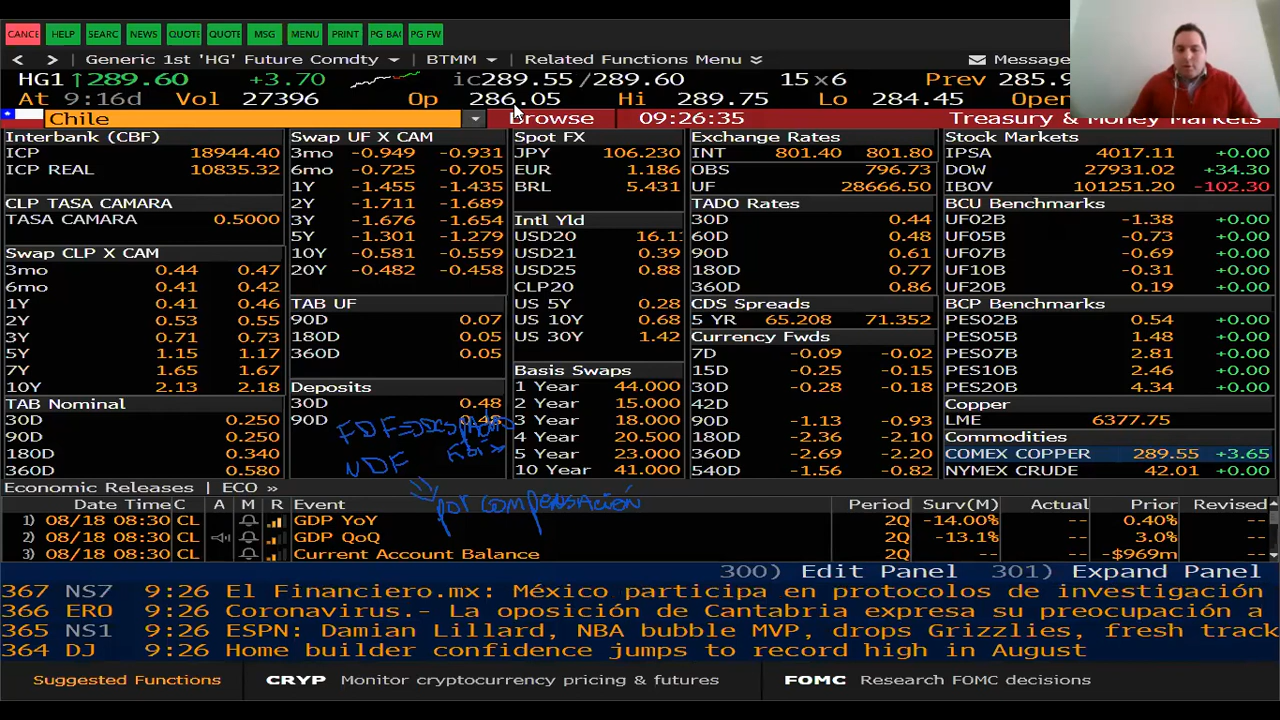 CANCE HELP SEARC NEWS QUOTE QUOTE MSG MENU PRINT PG BA PG FW
< > Generic 1st 'HG' Future Comdty BTMM Related Functions Menu Message
HG1 ↑289.60 +3.70 ic289.55/289.60 15x6 Prev 285.9
At 9:16d Vol 27396 Op 286.05 Hi 289.75 Lo 284.45 Open
Chile Browse 09:26:35 Treasury & Money Markets
Interbank (CBF)
ICP 18944.40
ICP REAL 10835.32
CLP TASA CAMARA
TASA CAMARA 0.5000
Swap CLP X CAM
3mo 0.44 0.47
6mo 0.41 0.42
1Y 0.41 0.46
2Y 0.53 0.55
3Y 0.71 0.73
5Y 1.15 1.17
7Y 1.65 1.67
10Y 2.13 2.18
TAB Nominal
30D 0.250
90D 0.250
180D 0.340
360D 0.580
Swap UF X CAM
3mo -0.949 -0.931
6mo -0.725 -0.705
1Y -1.455 -1.435
2Y -1.711 -1.689
3Y -1.676 -1.654
5Y -1.301 -1.279
10Y -0.581 -0.559
20Y -0.482 -0.458
TAB UF
90D 0.07
180D 0.05
360D 0.05
Deposits
30D 0.48
90D 0.48
FDF
NDF
por compensación
Spot FX
JPY 106.230
EUR 1.186
BRL 5.431
Intl Yld
USD20 16.1
USD21 0.39
USD25 0.88
CLP20
US 5Y 0.28
US 10Y 0.68
US 30Y 1.42
Basis Swaps
1 Year 44.000
2 Year 15.000
3 Year 18.000
4 Year 20.500
5 Year 23.000
10 Year 41.000
Exchange Rates
INT 801.40 801.80
OBS 796.73
UF 28666.50
TADO Rates
30D 0.44
60D 0.48
90D 0.61
180D 0.77
360D 0.86
CDS Spreads
5 YR 65.208 71.352
Currency Fwds
7D -0.09 -0.02
15D -0.25 -0.15
30D -0.28 -0.18
42D
90D -1.13 -0.93
180D -2.36 -2.10
360D -2.69 -2.20
540D -1.56 -0.82
Stock Markets
IPSA 4017.11 +0.00
DOW 27931.02 +34.30
IBOV 101251.20 -102.30
BCU Benchmarks
UF02B -1.38 +0.00
UF05B -0.73 +0.00
UF07B -0.69 +0.00
UF10B -0.31 +0.00
UF20B 0.19 +0.00
BCP Benchmarks
PES02B 0.54 +0.00
PES05B 1.48 +0.00
PES07B 2.81 +0.00
PES10B 2.46 +0.00
PES20B 4.34 +0.00
Copper
LME 6377.75
Commodities
COMEX COPPER 289.55 +3.65
NYMEX CRUDE 42.01 +0.00
Economic Releases | ECO »
Date Time C A M R Event Period Surv(M) Actual Prior Revised
1) 08/18 08:30 CL GDP YoY 2Q -14.00% -- 0.40% --
2) 08/18 08:30 CL GDP QoQ 2Q -13.1% -- 3.0% --
3) 08/18 08:30 CL Current Account Balance 2Q -- -- -$969m --
300) Edit Panel 301) Expand Panel
367 NS7 9:26 El Financiero.mx: México participa en protocolos de investigación
366 ERO 9:26 Coronavirus.- La oposición de Cantabria expresa su preocupación a
365 NS1 9:26 ESPN: Damian Lillard, NBA bubble MVP, drops Grizzlies, fresh track
364 DJ 9:26 Home builder confidence jumps to record high in August
Suggested Functions CRYP Monitor cryptocurrency pricing & futures FOMC Research FOMC decisions